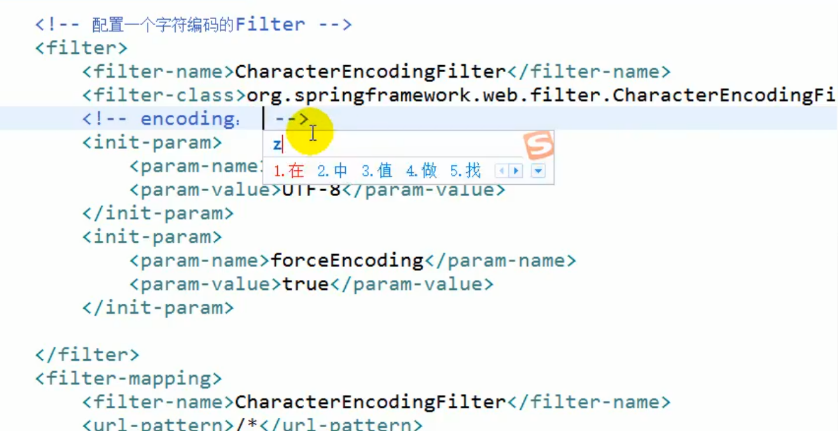 <!-- 配置一个字符编码的Filter -->
<filter>
<filter-name>CharacterEncodingFilter</filter-name>
<filter-class>org.springframework.web.filter.CharacterEncodingFi
<!-- encoding： -->
z
<init-param>
1.在 2.中 3.值 4.做 5.找
<param-name
<param-value>UTF-8</param-value>
</init-param>
<init-param>
<param-name>forceEncoding</param-name>
<param-value>true</param-value>
</init-param>
</filter>
<filter-mapping>
<filter-name>CharacterEncodingFilter</filter-name>
<url-pattern>/*</url-pattern>